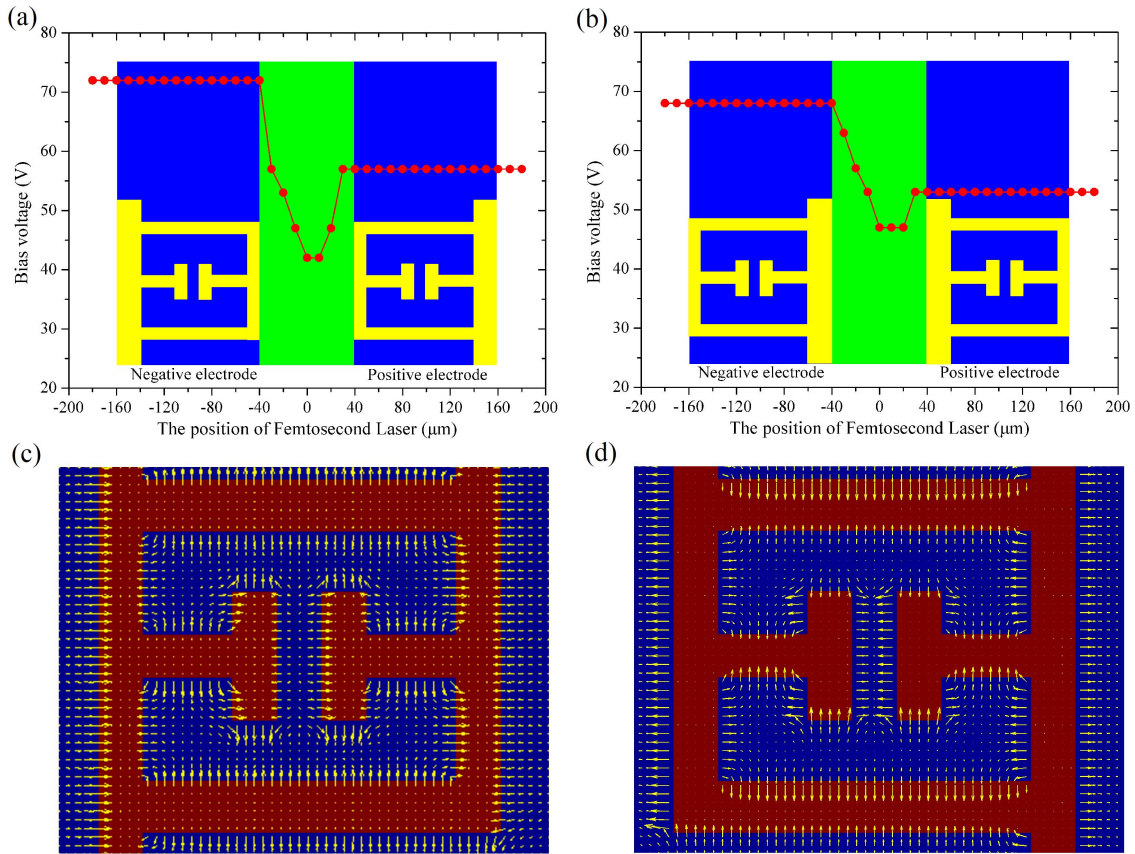 (a)
80
70
60
50
40
30
20
Bias voltage (V)
Negative electrode
Positive electrode
-200 -160 -120 -80 -40 0 40 80 120 160 200
The position of Femtosecond Laser (μm)
(b)
80
70
60
50
40
30
20
Bias voltage (V)
Negative electrode
Positive electrode
-200 -160 -120 -80 -40 0 40 80 120 160 200
The position of Femtosecond Laser (μm)
(c)
(d)